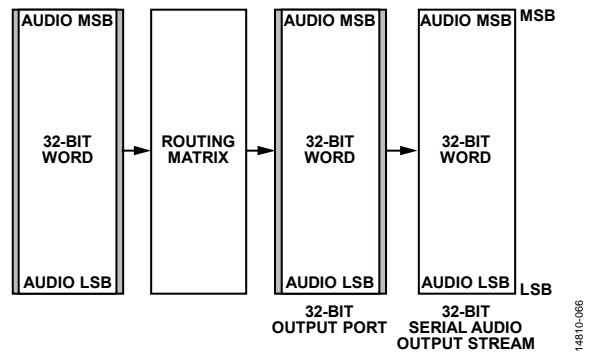 AUDIO MSB
32-BIT
WORD
AUDIO LSB
ROUTING
MATRIX
AUDIO MSB
32-BIT
WORD
AUDIO LSB
32-BIT
OUTPUT PORT
AUDIO MSB
MSB
32-BIT
WORD
AUDIO LSB
LSB
32-BIT
SERIAL AUDIO
OUTPUT STREAM
14810-066